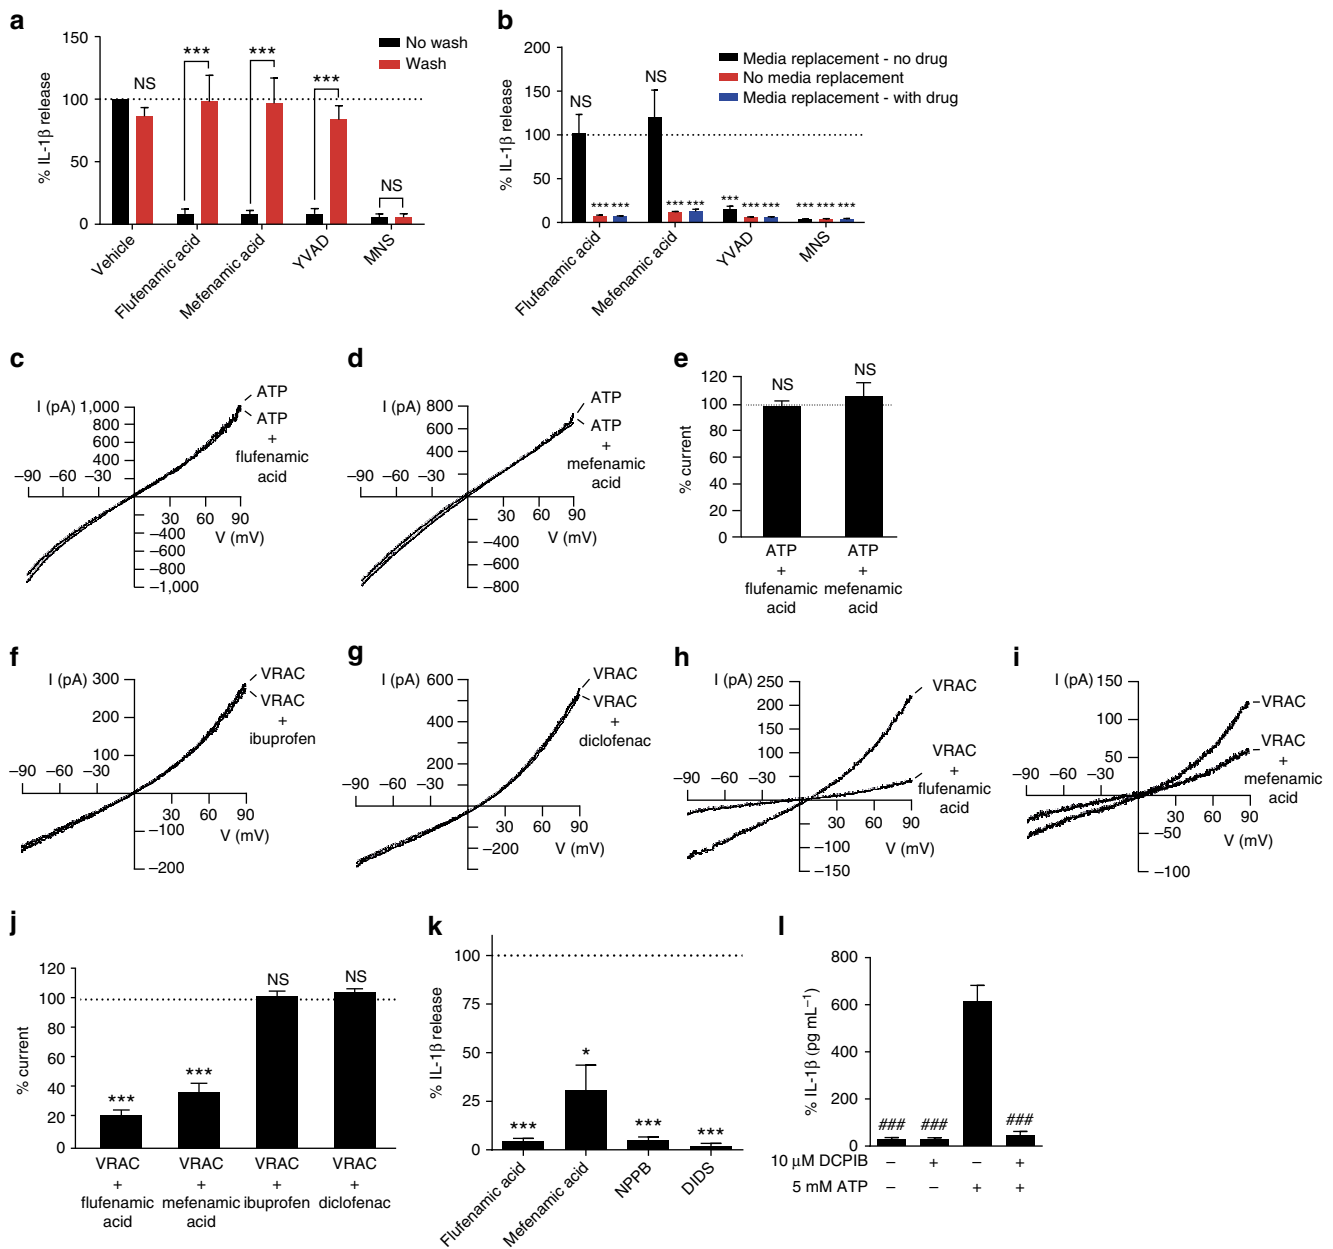 a
150
100
50
0
% IL-1β release
NS
***
***
***
NS
No wash
Wash
Vehicle
Flufenamic acid
Mefenamic acid
YVAD
MNS
b
200
150
100
50
0
% IL-1β release
NS
NS
*** ***
*** ***
***
*** ***
*** *** ***
Media replacement - no drug
No media replacement
Media replacement - with drug
Flufenamic acid
Mefenamic acid
YVAD
MNS
c
I (pA)
1,000
800
600
400
−90 −60 −30
30 60 90
V (mV)
−400
−600
−800
−1,000
ATP
ATP
+
flufenamic
acid
d
I (pA)
800
600
400
−90 −60 −30
30 60 90
V (mV)
−400
−600
−800
ATP
ATP
+
mefenamic
acid
e
120
100
80
60
40
20
0
% current
NS
NS
ATP
+
flufenamic
acid
ATP
+
mefenamic
acid
f
I (pA)
300
200
100
−90 −60 −30
30 60 90
V (mV)
−100
−200
VRAC
VRAC
+
ibuprofen
g
I (pA)
600
400
200
−90 −60 −30
30 60 90
V (mV)
−200
VRAC
VRAC
+
diclofenac
h
I (pA)
250
200
150
100
−90 −60 −30
30 60 90
V (mV)
−100
−150
VRAC
VRAC
+
flufenamic
acid
i
I (pA)
150
100
50
−90 −60 −30
30 60 90
V (mV)
−50
−100
VRAC
VRAC
+
mefenamic
acid
j
120
100
80
60
40
20
0
% current
***
***
NS
NS
VRAC
+
flufenamic
acid
VRAC
+
mefenamic
acid
VRAC
+
ibuprofen
VRAC
+
diclofenac
k
100
75
50
25
0
% IL-1β release
***
*
***
***
Flufenamic acid
Mefenamic acid
NPPB
DIDS
l
800
600
400
200
0
% IL-1β (pg mL⁻¹)
###
###
###
10 μM DCPIB − + − +
5 mM ATP − − + +